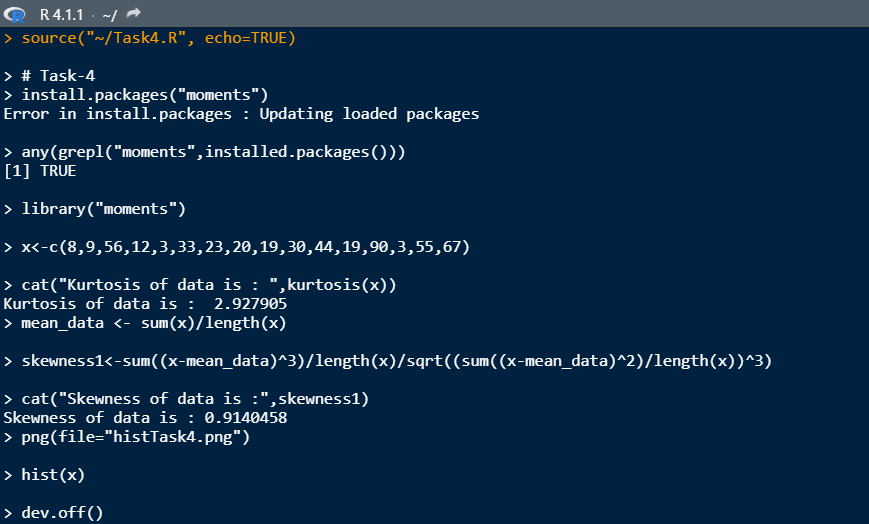 R R 4.1.1 · ~/
> source("~/Task4.R", echo=TRUE)
> # Task-4
> install.packages("moments")
Error in install.packages : Updating loaded packages
> any(grepl("moments",installed.packages()))
[1] TRUE
> library("moments")
> x<-c(8,9,56,12,3,33,23,20,19,30,44,19,90,3,55,67)
> cat("Kurtosis of data is : ",kurtosis(x))
Kurtosis of data is :  2.927905
> mean_data <- sum(x)/length(x)
> skewness1<-sum((x-mean_data)^3)/length(x)/sqrt((sum((x-mean_data)^2)/length(x))^3)
> cat("Skewness of data is :",skewness1)
Skewness of data is : 0.9140458
> png(file="histTask4.png")
> hist(x)
> dev.off()